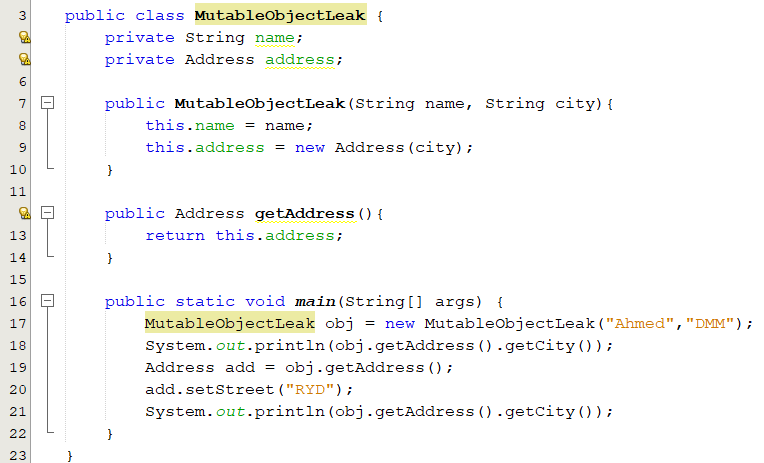 3 public class MutableObjectLeak {
private String name;
private Address address;
6
7 public MutableObjectLeak(String name, String city){
8 this.name = name;
9 this.address = new Address(city);
10 }
11
public Address getAddress(){
13 return this.address;
14 }
15
16 public static void main(String[] args) {
17 MutableObjectLeak obj = new MutableObjectLeak("Ahmed","DMM");
18 System.out.println(obj.getAddress().getCity());
19 Address add = obj.getAddress();
20 add.setStreet("RYD");
21 System.out.println(obj.getAddress().getCity());
22 }
23 }